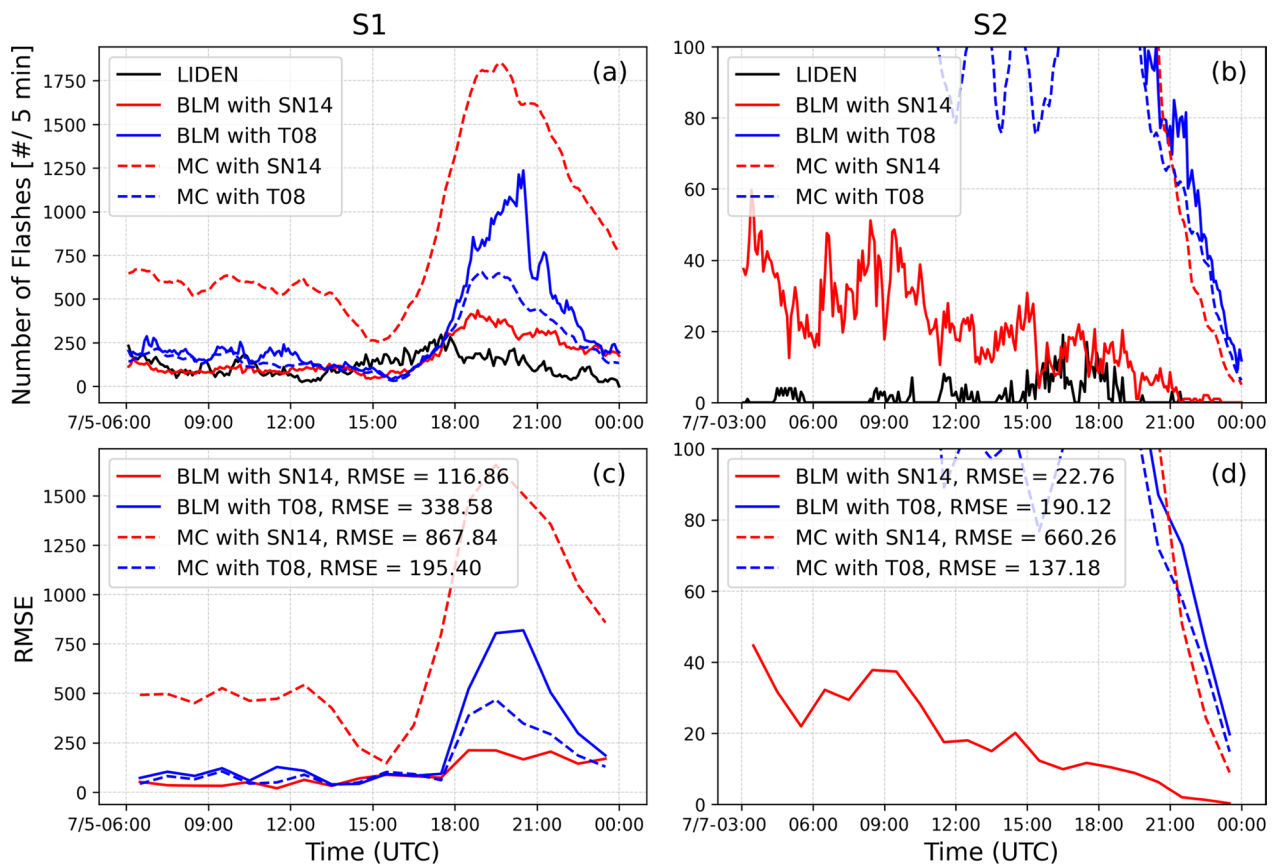 S1
Number of Flashes [#/ 5 min]
1750
1500
1250
1000
750
500
250
0
LIDEN
BLM with SN14
BLM with T08
MC with SN14
MC with T08
(a)
7/5-06:00 09:00 12:00 15:00 18:00 21:00 00:00
S2
100
80
60
40
20
0
LIDEN
BLM with SN14
BLM with T08
MC with SN14
MC with T08
(b)
7/7-03:00 06:00 09:00 12:00 15:00 18:00 21:00 00:00
RMSE
1500
1250
1000
750
500
250
0
BLM with SN14, RMSE = 116.86
BLM with T08, RMSE = 338.58
MC with SN14, RMSE = 867.84
MC with T08, RMSE = 195.40
(c)
7/5-06:00 09:00 12:00 15:00 18:00 21:00 00:00
Time (UTC)
100
80
60
40
20
0
BLM with SN14, RMSE = 22.76
BLM with T08, RMSE = 190.12
MC with SN14, RMSE = 660.26
MC with T08, RMSE = 137.18
(d)
7/7-03:00 06:00 09:00 12:00 15:00 18:00 21:00 00:00
Time (UTC)